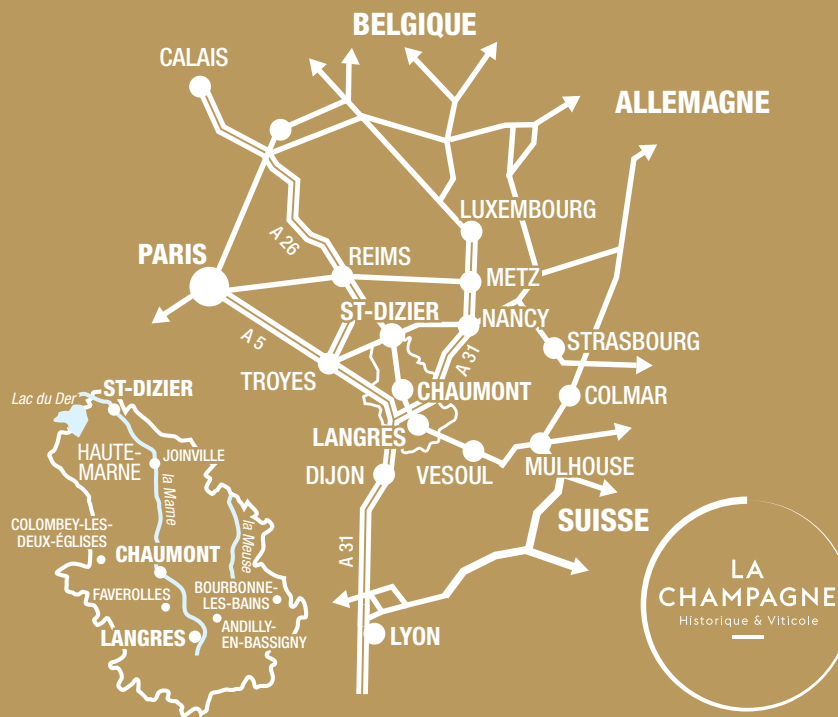 BELGIQUE
CALAIS
ALLEMAGNE
LUXEMBOURG
A 26
PARIS
REIMS
METZ
ST-DIZIER
NANCY
A 5
A 31
STRASBOURG
TROYES
CHAUMONT
COLMAR
LANGRES
DIJON
VESOUL
MULHOUSE
SUISSE
A 31
LYON
Lac du Der
ST-DIZIER
HAUTE-
MARNE
JOINVILLE
la Marne
la Meuse
COLOMBEY-LES-
DEUX-ÉGLISES
CHAUMONT
FAVEROLLES
BOURBONNE-
LES-BAINS
LANGRES
ANDILLY-
EN-BASSIGNY
LA
CHAMPAGNE
Historique & Viticole